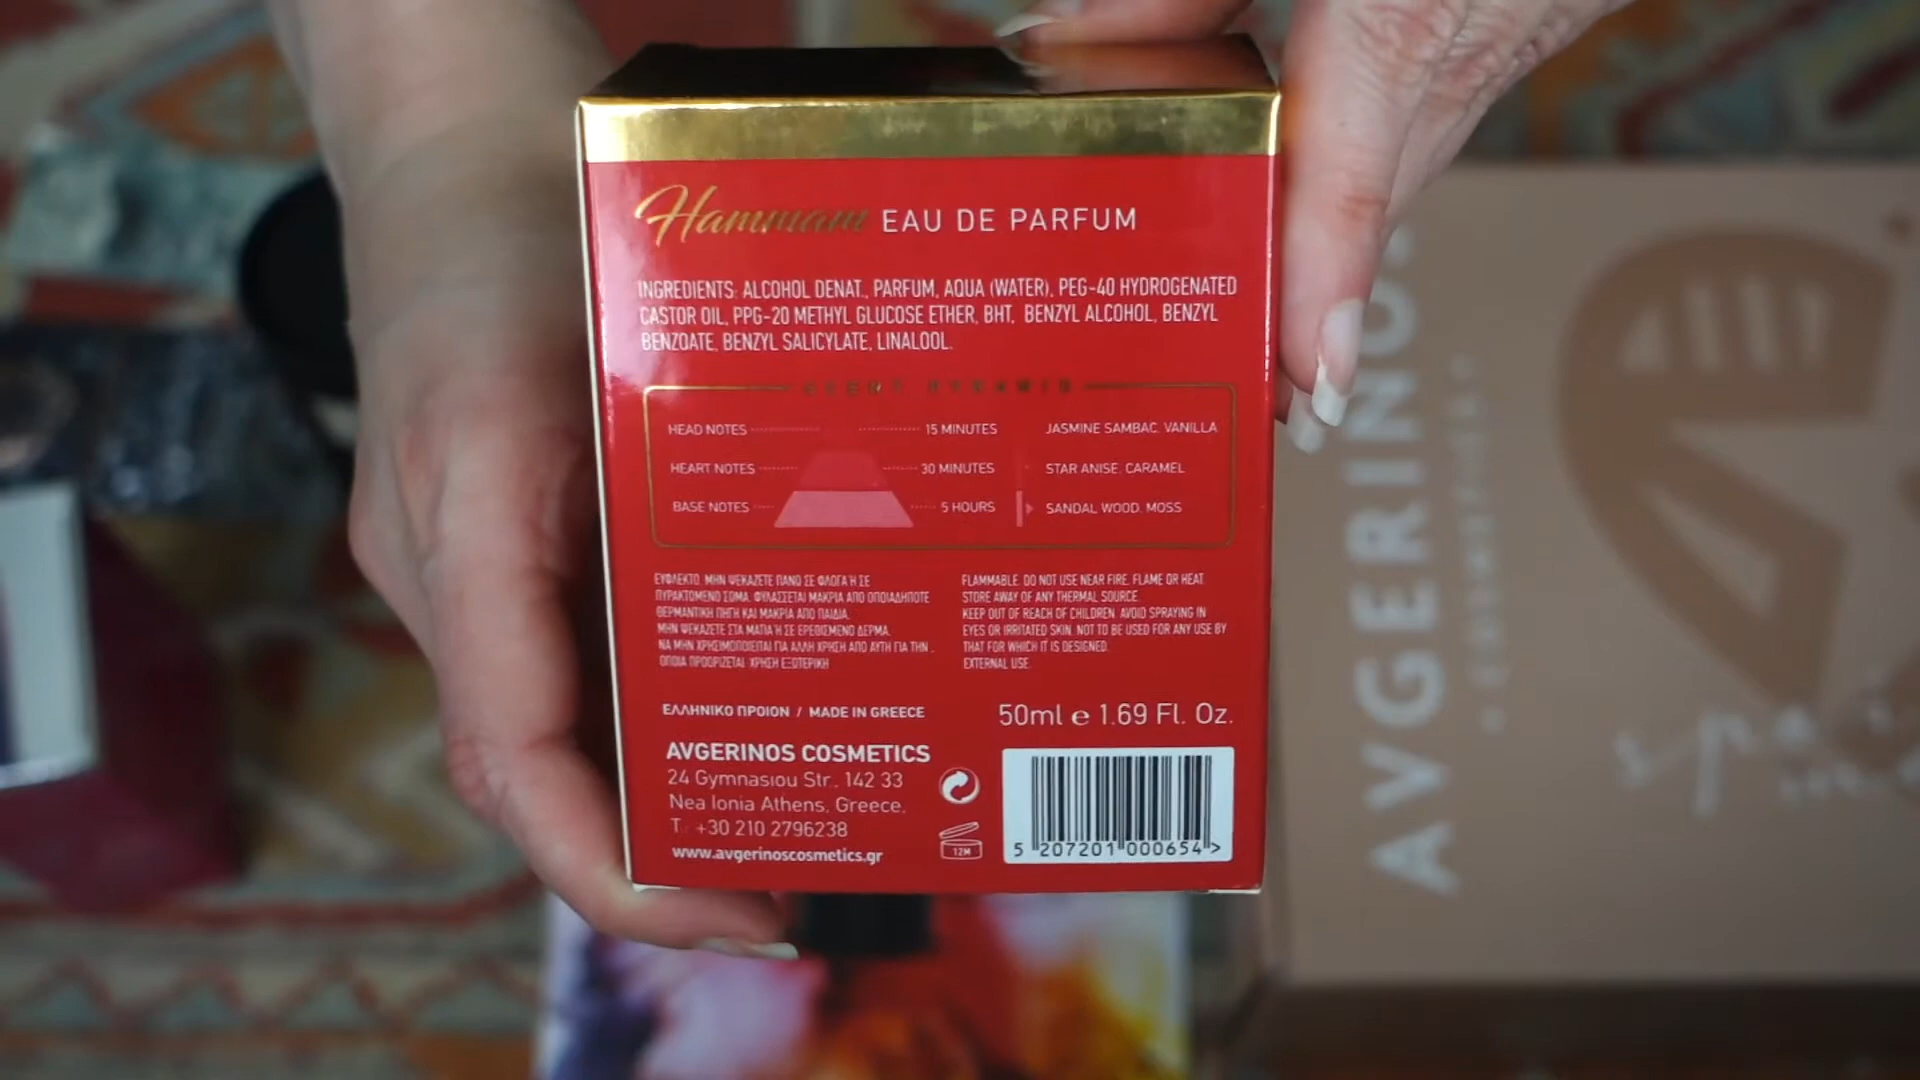 Hammam EAU DE PARFUM
INGREDIENTS: ALCOHOL DENAT., PARFUM, AQUA (WATER), PEG-40 HYDROGENATED
CASTOR OIL, PPG-20 METHYL GLUCOSE ETHER, BHT, BENZYL ALCOHOL, BENZYL
BENZOATE, BENZYL SALICYLATE, LINALOOL.
HEAD NOTES 15 MINUTES JASMINE SAMBAC, VANILLA
HEART NOTES 30 MINUTES STAR ANISE, CARAMEL
BASE NOTES 5 HOURS SANDAL WOOD, MOSS
ΕΥΦΛΕΚΤΟ. ΜΗΝ ΨΕΚΑΖΕΤΕ ΠΑΝΩ ΣΕ ΦΛΟΓΑ Ή ΣΕ
ΠΥΡΑΚΤΩΜΕΝΟ ΣΩΜΑ. ΦΥΛΑΣΣΕΤΑΙ ΜΑΚΡΙΑ ΑΠΟ ΟΠΟΙΑΔΗΠΟΤΕ
ΘΕΡΜΑΝΤΙΚΗ ΠΗΓΗ ΚΑΙ ΜΑΚΡΙΑ ΑΠΟ ΠΑΙΔΙΑ.
ΜΗΝ ΨΕΚΑΖΕΤΕ ΣΤΑ ΜΑΤΙΑ Ή ΣΕ ΕΡΕΘΙΣΜΕΝΟ ΔΕΡΜΑ.
ΝΑ ΜΗΝ ΧΡΗΣΙΜΟΠΟΙΕΙΤΑΙ ΓΙΑ ΑΛΛΗ ΧΡΗΣΗ ΑΠΟ ΑΥΤΗ ΓΙΑ ΤΗΝ
ΟΠΟΙΑ ΠΡΟΟΡΙΖΕΤΑΙ. ΧΡΗΣΗ ΕΞΩΤΕΡΙΚΗ
FLAMMABLE. DO NOT USE NEAR FIRE, FLAME OR HEAT.
STORE AWAY OF ANY THERMAL SOURCE.
KEEP OUT OF REACH OF CHILDREN. AVOID SPRAYING IN
EYES OR IRRITATED SKIN. NOT TO BE USED FOR ANY USE BY
THAT FOR WHICH IT IS DESIGNED.
EXTERNAL USE.
ΕΛΛΗΝΙΚΟ ΠΡΟΙΟΝ / MADE IN GREECE
50ml e 1.69 Fl. Oz.
AVGERINOS COSMETICS
24 Gymnasiou Str., 142 33
Nea Ionia Athens, Greece,
T. +30 210 2796238
www.avgerinoscosmetics.gr
12M
5 207201 000654 >
AVGERINOS